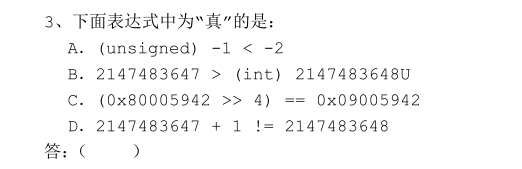 3、下面表达式中为“真”的是：
A. (unsigned) -1 < -2
B. 2147483647 > (int) 2147483648U
C. (0x80005942 >> 4) == 0x09005942
D. 2147483647 + 1 != 2147483648
答：（ ）